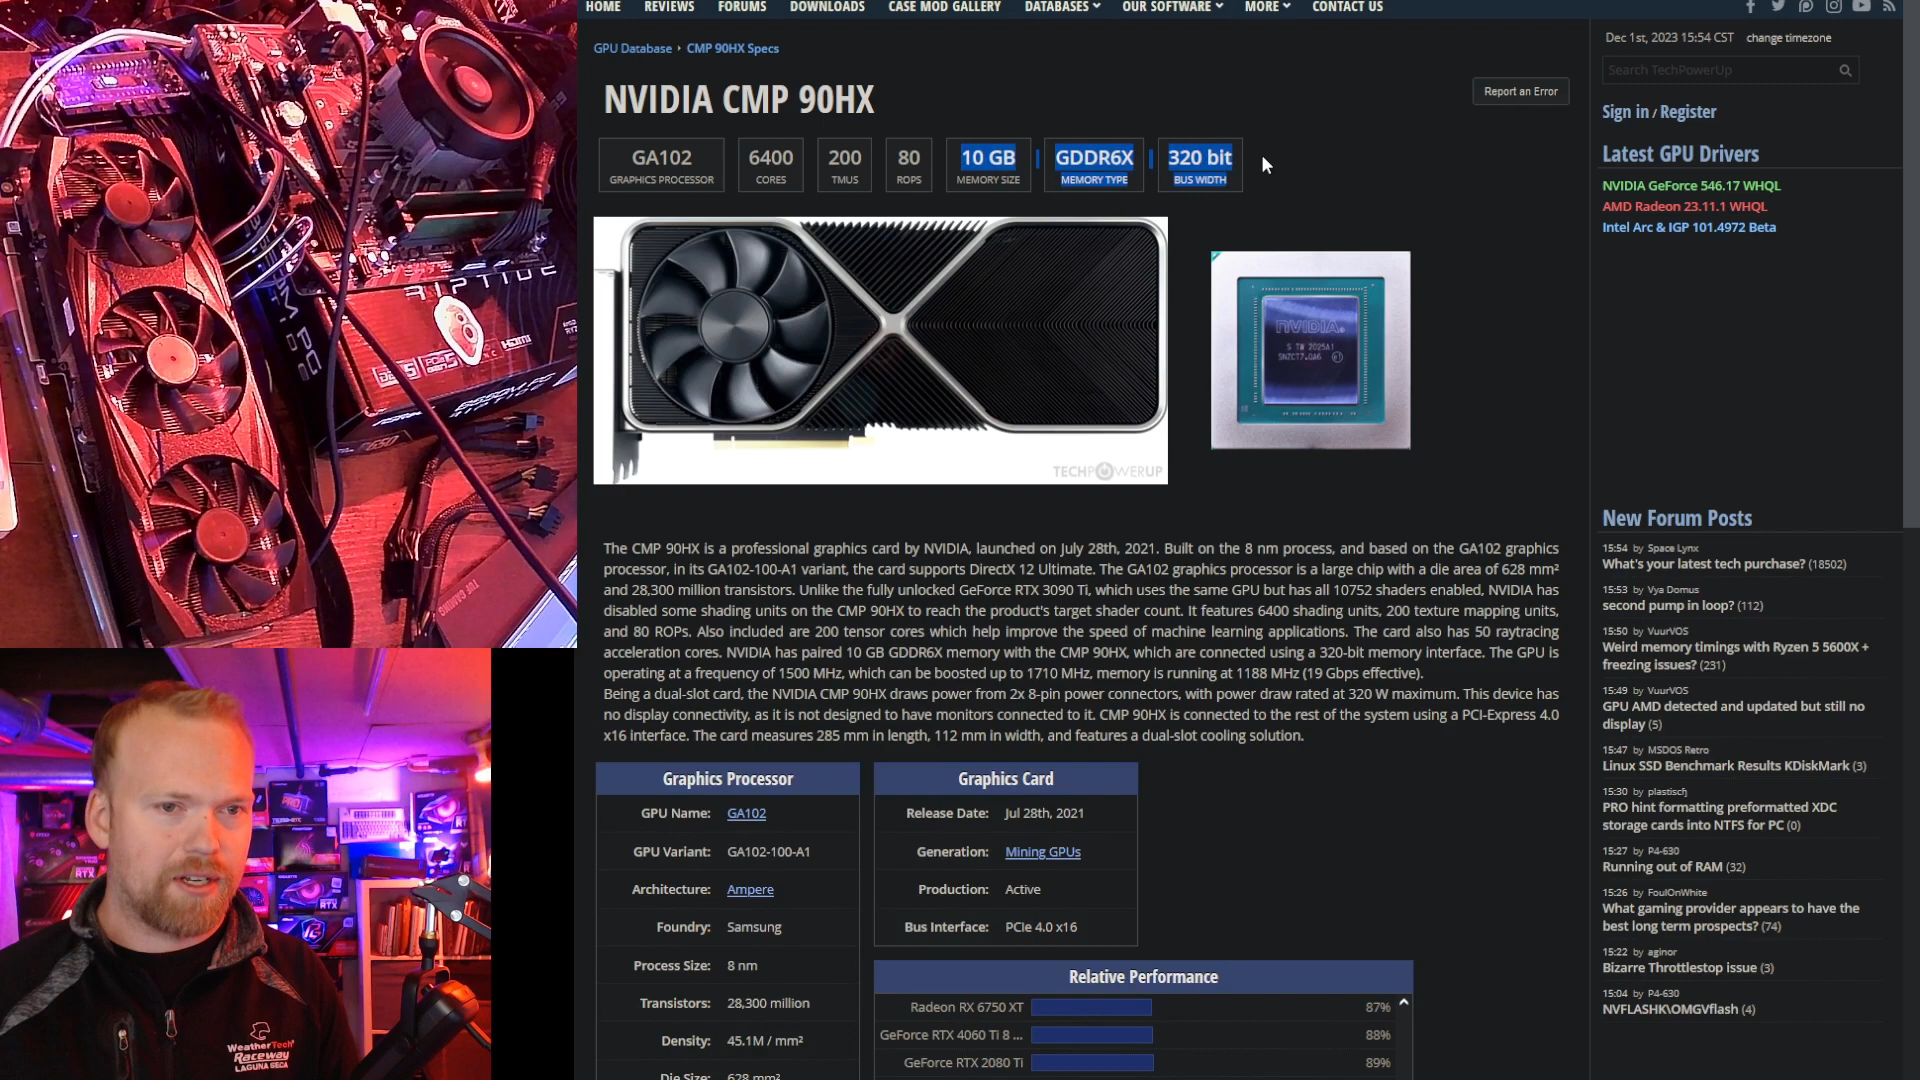 HOME REVIEWS FORUMS DOWNLOADS CASE MOD GALLERY DATABASES OUR SOFTWARE MORE CONTACT US
GPU Database › CMP 90HX Specs
NVIDIA CMP 90HX
Report an Error
GA102
GRAPHICS PROCESSOR
6400
CORES
200
TMUS
80
ROPS
10 GB
MEMORY SIZE
GDDR6X
MEMORY TYPE
320 bit
BUS WIDTH
TECHPOWERUP
NVIDIA
S TW 2025A1
SNZCT7.0A6
The CMP 90HX is a professional graphics card by NVIDIA, launched on July 28th, 2021. Built on the 8 nm process, and based on the GA102 graphics
processor, in its GA102-100-A1 variant, the card supports DirectX 12 Ultimate. The GA102 graphics processor is a large chip with a die area of 628 mm²
and 28,300 million transistors. Unlike the fully unlocked GeForce RTX 3090 Ti, which uses the same GPU but has all 10752 shaders enabled, NVIDIA has
disabled some shading units on the CMP 90HX to reach the product's target shader count. It features 6400 shading units, 200 texture mapping units,
and 80 ROPs. Also included are 200 tensor cores which help improve the speed of machine learning applications. The card also has 50 raytracing
acceleration cores. NVIDIA has paired 10 GB GDDR6X memory with the CMP 90HX, which are connected using a 320-bit memory interface. The GPU is
operating at a frequency of 1500 MHz, which can be boosted up to 1710 MHz, memory is running at 1188 MHz (19 Gbps effective).
Being a dual-slot card, the NVIDIA CMP 90HX draws power from 2x 8-pin power connectors, with power draw rated at 320 W maximum. This device has
no display connectivity, as it is not designed to have monitors connected to it. CMP 90HX is connected to the rest of the system using a PCI-Express 4.0
x16 interface. The card measures 285 mm in length, 112 mm in width, and features a dual-slot cooling solution.
Graphics Processor
GPU Name: GA102
GPU Variant: GA102-100-A1
Architecture: Ampere
Foundry: Samsung
Process Size: 8 nm
Transistors: 28,300 million
Density: 45.1M / mm²
Die Size: 628 mm²
Graphics Card
Release Date: Jul 28th, 2021
Generation: Mining GPUs
Production: Active
Bus Interface: PCIe 4.0 x16
Relative Performance
Radeon RX 6750 XT 87%
GeForce RTX 4060 Ti 8 ... 88%
GeForce RTX 2080 Ti 89%
Dec 1st, 2023 15:54 CST change timezone
Search TechPowerUp
Sign in / Register
Latest GPU Drivers
NVIDIA GeForce 546.17 WHQL
AMD Radeon 23.11.1 WHQL
Intel Arc & IGP 101.4972 Beta
New Forum Posts
15:54 by Space Lynx
What's your latest tech purchase? (18502)
15:53 by Vya Domus
second pump in loop? (112)
15:50 by VuurVOS
Weird memory timings with Ryzen 5 5600X +
freezing issues? (231)
15:49 by VuurVOS
GPU AMD detected and updated but still no
display (5)
15:47 by MSDOS Retro
Linux SSD Benchmark Results KDiskMark (3)
15:30 by plastiscɧ
PRO hint formatting preformatted XDC
storage cards into NTFS for PC (0)
15:27 by P4-630
Running out of RAM (32)
15:26 by FoulOnWhite
What gaming provider appears to have the
best long term prospects? (74)
15:22 by aginor
Bizarre Throttlestop issue (3)
15:04 by P4-630
NVFLASHK\OMGVflash (4)
RIPTIDE
HDMI
TUF GAMING
WeatherTech
Raceway
LAGUNA SECA